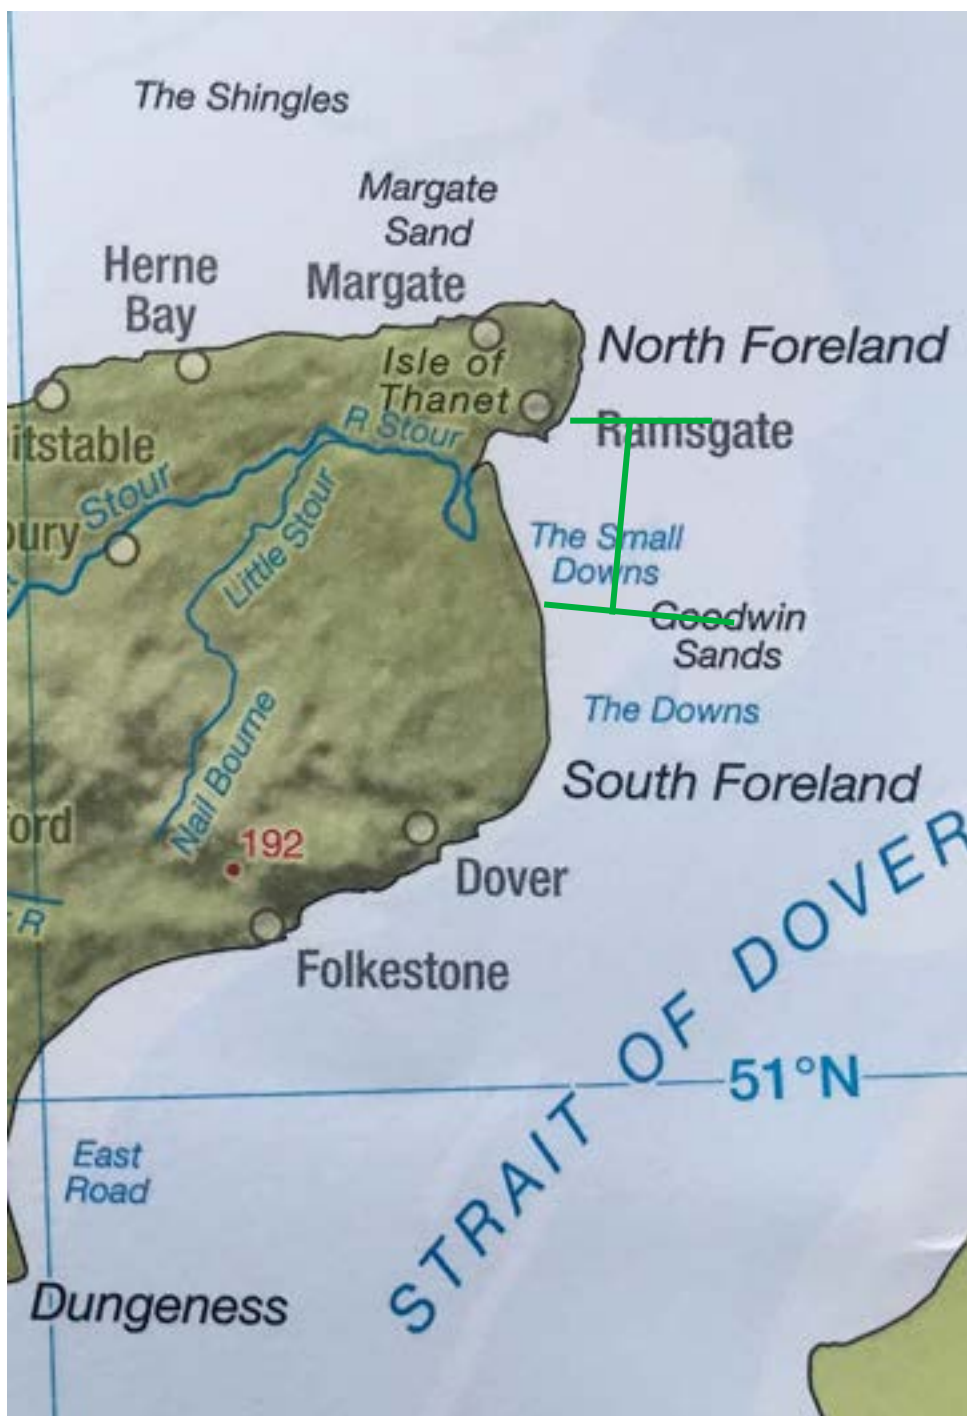 The Shingles
Margate
Sand
Herne
Bay
Margate
North Foreland
Isle of
Thanet
Ramsgate
R Stour
itstable
Stour
bury
Little Stour
The Small
Downs
Goodwin
Sands
The Downs
Nail Bourne
South Foreland
ord
192
Dover
R
Folkestone
STRAIT OF DOVER
51°N
East
Road
Dungeness